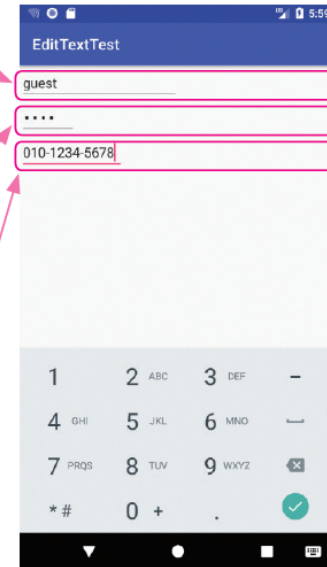 5:59
EditTextTest
guest
••••
010-1234-5678
1 2 ABC 3 DEF -
4 GHI 5 JKL 6 MNO
7 PRQS 8 TUV 9 WXYZ
* # 0 + .